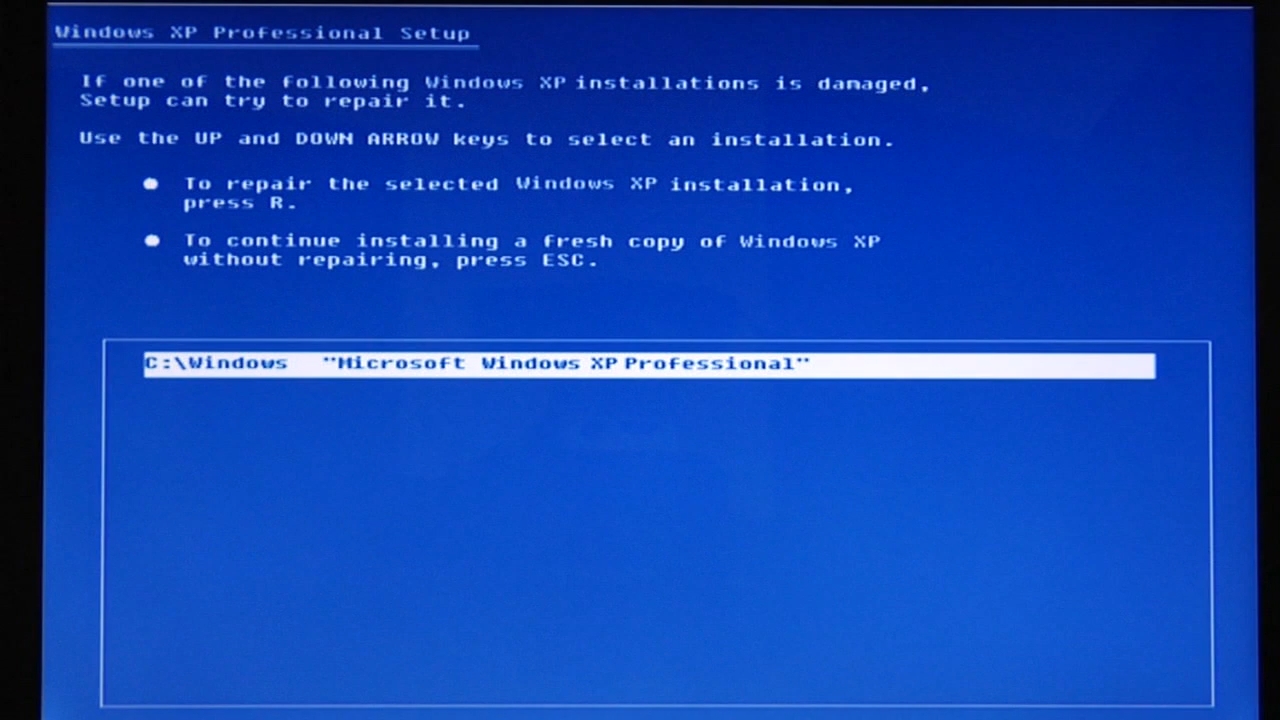 Windows XP Professional Setup
If one of the following Windows XP installations is damaged,
Setup can try to repair it.
Use the UP and DOWN ARROW keys to select an installation.
● To repair the selected Windows XP installation,
press R.
● To continue installing a fresh copy of Windows XP
without repairing, press ESC.
C:\Windows "Microsoft Windows XP Professional"